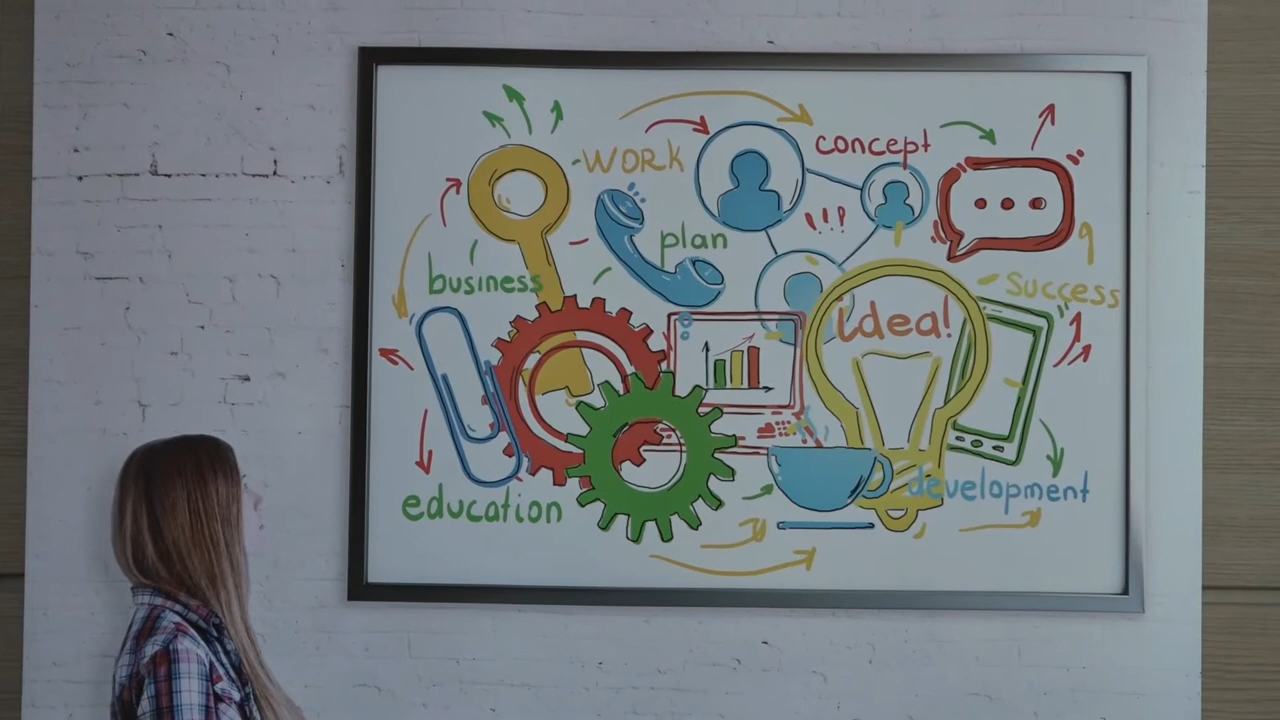 WORK
concept
!!!
plan
business
success
idea!
education
development